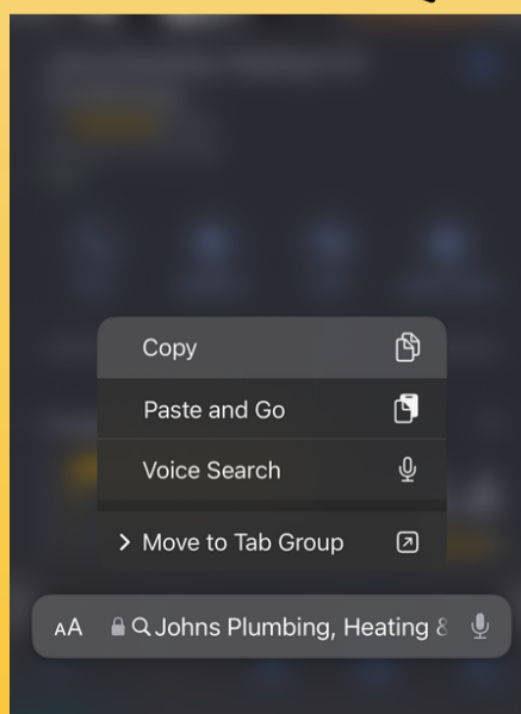 Copy
Paste and Go
Voice Search
Move to Tab Group
AA Johns Plumbing, Heating &